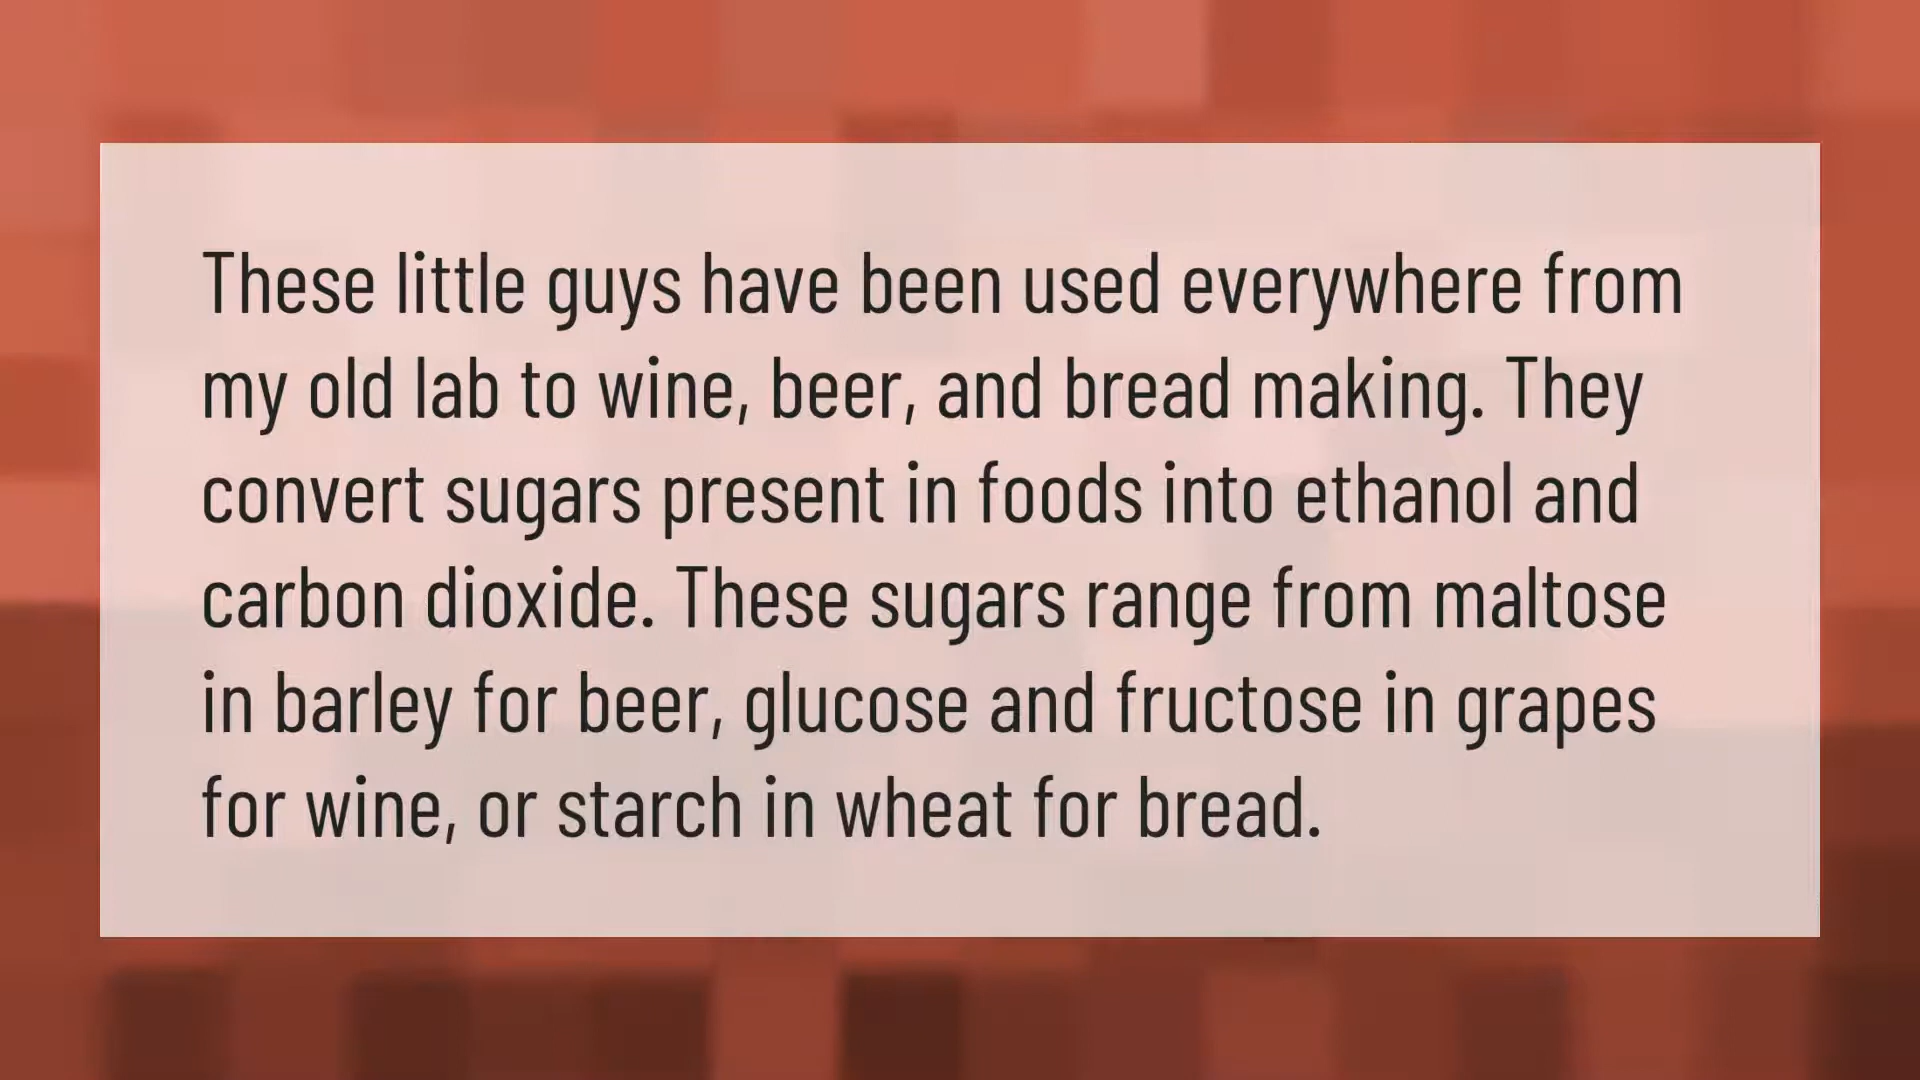 These little guys have been used everywhere from
my old lab to wine, beer, and bread making. They
convert sugars present in foods into ethanol and
carbon dioxide. These sugars range from maltose
in barley for beer, glucose and fructose in grapes
for wine, or starch in wheat for bread.